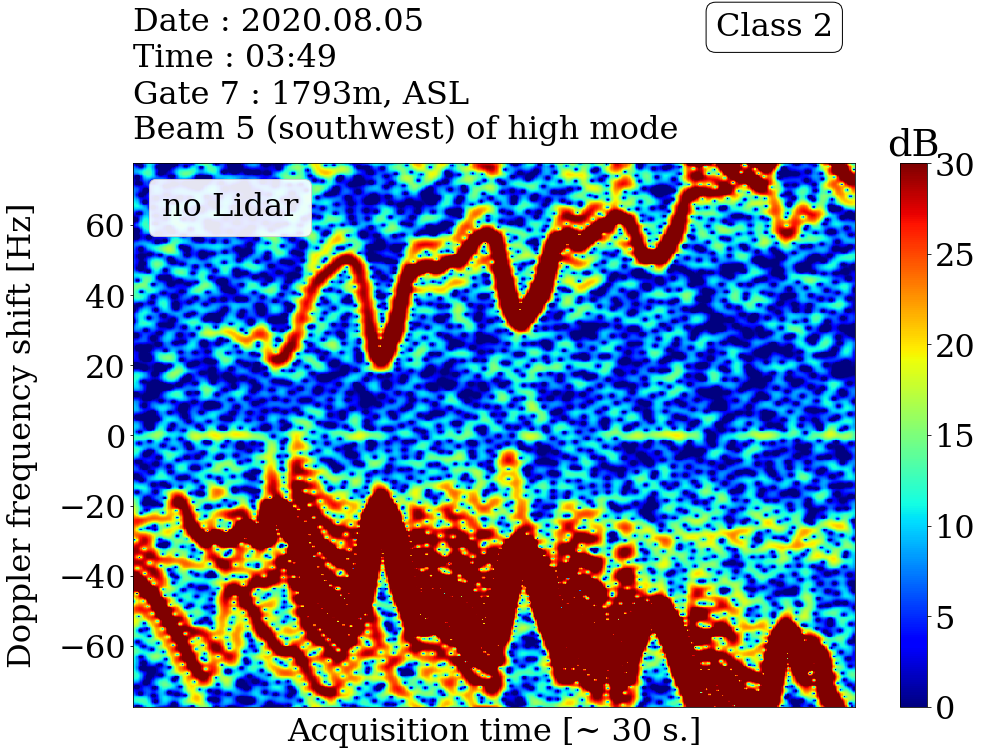 Date : 2020.08.05
Time : 03:49
Gate 7 : 1793m, ASL
Beam 5 (southwest) of high mode
Class 2
dB
no Lidar
Doppler frequency shift [Hz]
60
40
20
0
−20
−40
−60
30
25
20
15
10
5
0
Acquisition time [~ 30 s.]